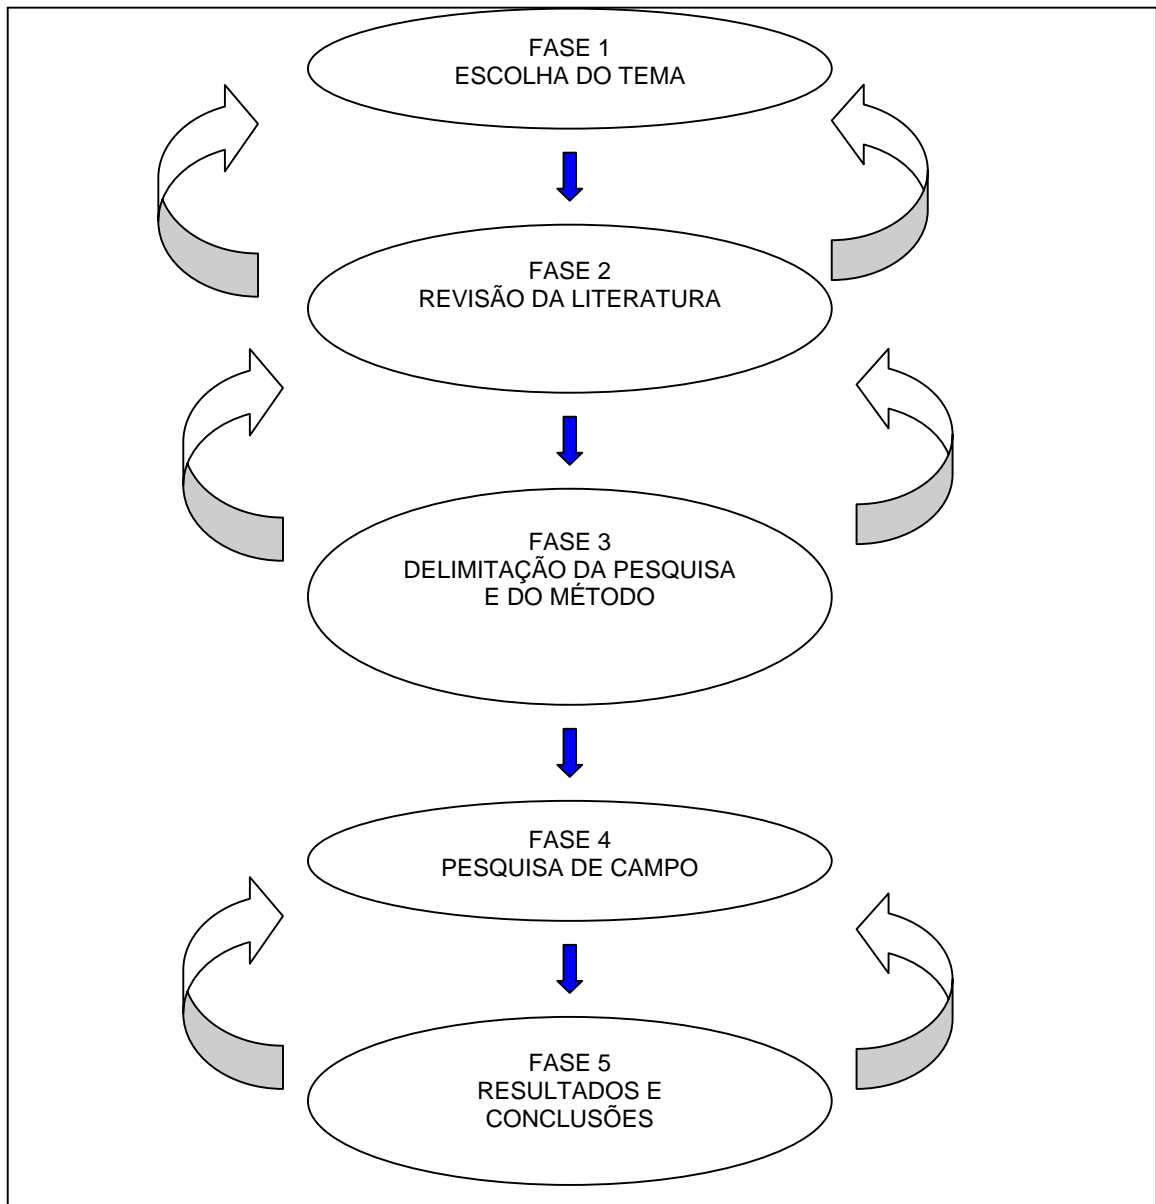 FASE 1
ESCOLHA DO TEMA
FASE 2
REVISÃO DA LITERATURA
FASE 3
DELIMITAÇÃO DA PESQUISA
E DO MÉTODO
FASE 4
PESQUISA DE CAMPO
FASE 5
RESULTADOS E
CONCLUSÕES